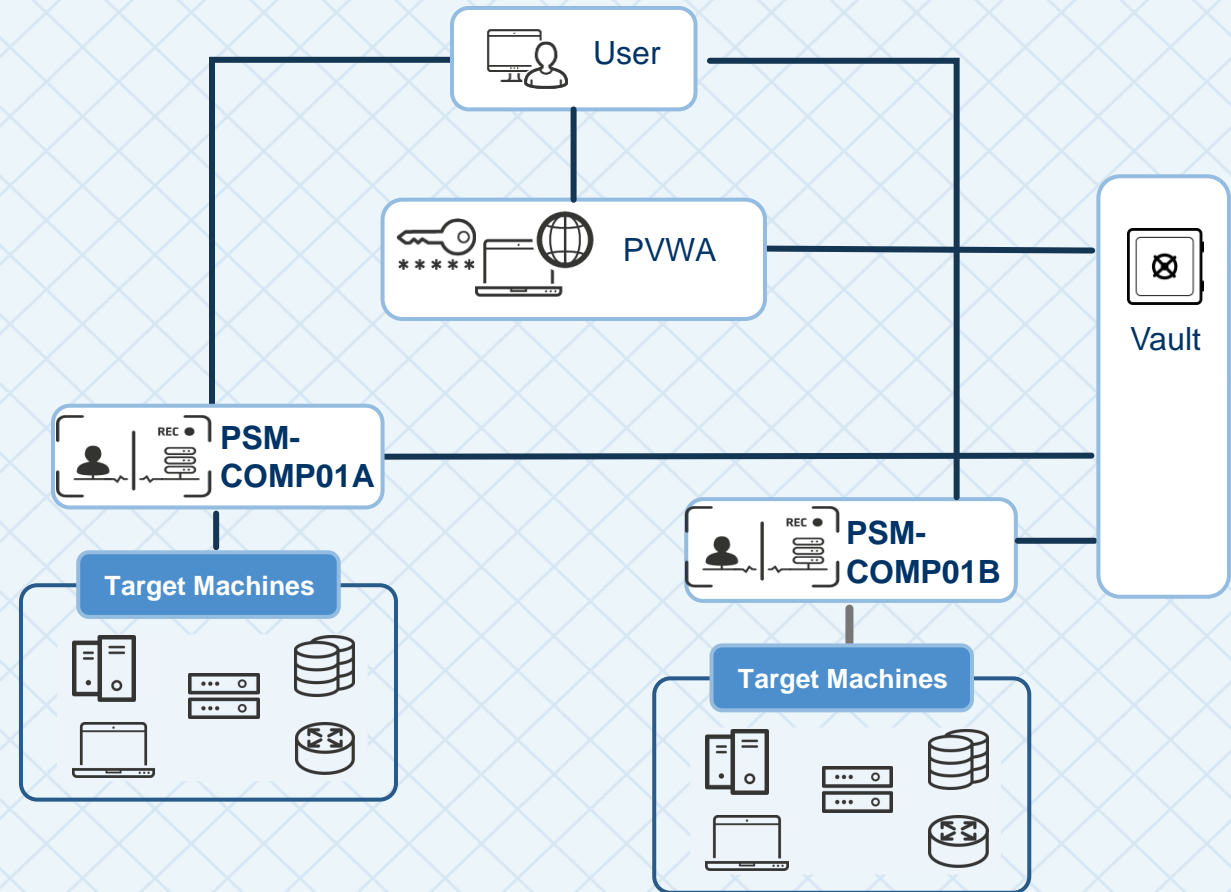 User
PVWA
*****
Vault
REC
PSM-
COMP01A
Target Machines
REC
PSM-
COMP01B
Target Machines